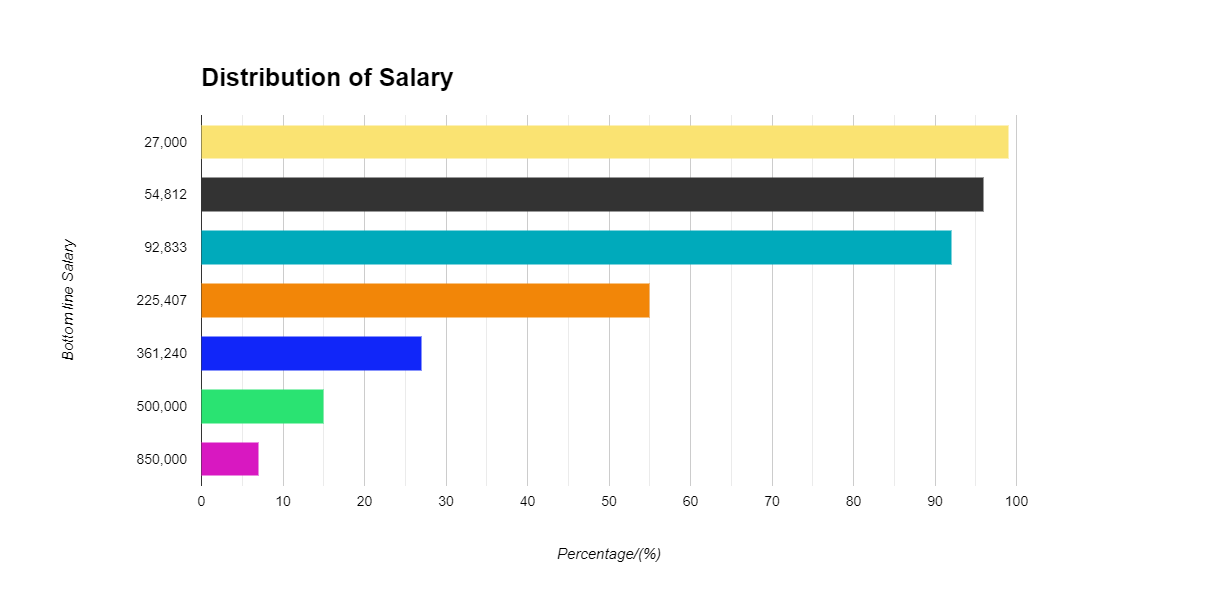 Distribution of Salary
Bottom line Salary
27,000
54,812
92,833
225,407
361,240
500,000
850,000
0 10 20 30 40 50 60 70 80 90 100
Percentage/(%)